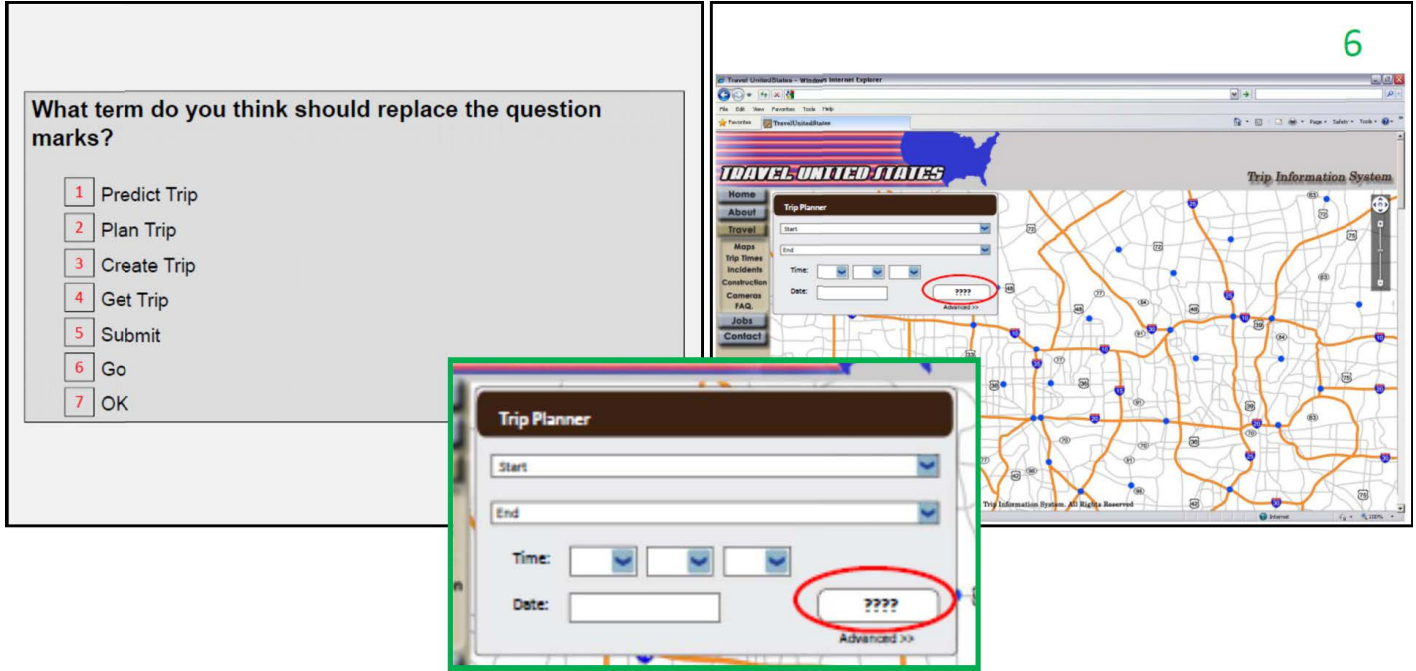 What term do you think should replace the question
marks?
1 Predict Trip
2 Plan Trip
3 Create Trip
4 Get Trip
5 Submit
6 Go
7 OK
6
Travel UnitedStates - Windows Internet Explorer
File Edit View Favorites Tools Help
Favorites TravelUnitedStates
Page Safety Tools
TRAVEL UNITED STATES
Trip Information System
Home
About
Travel
Maps
Trip Times
Incidents
Construction
Cameras
FAQ.
Jobs
Contact
Trip Planner
Start
End
Time:
Date:
????
Advanced >>
Trip Information System. All Rights Reserved
Internet 100%
Trip Planner
Start
End
Time:
Date:
????
Advanced >>